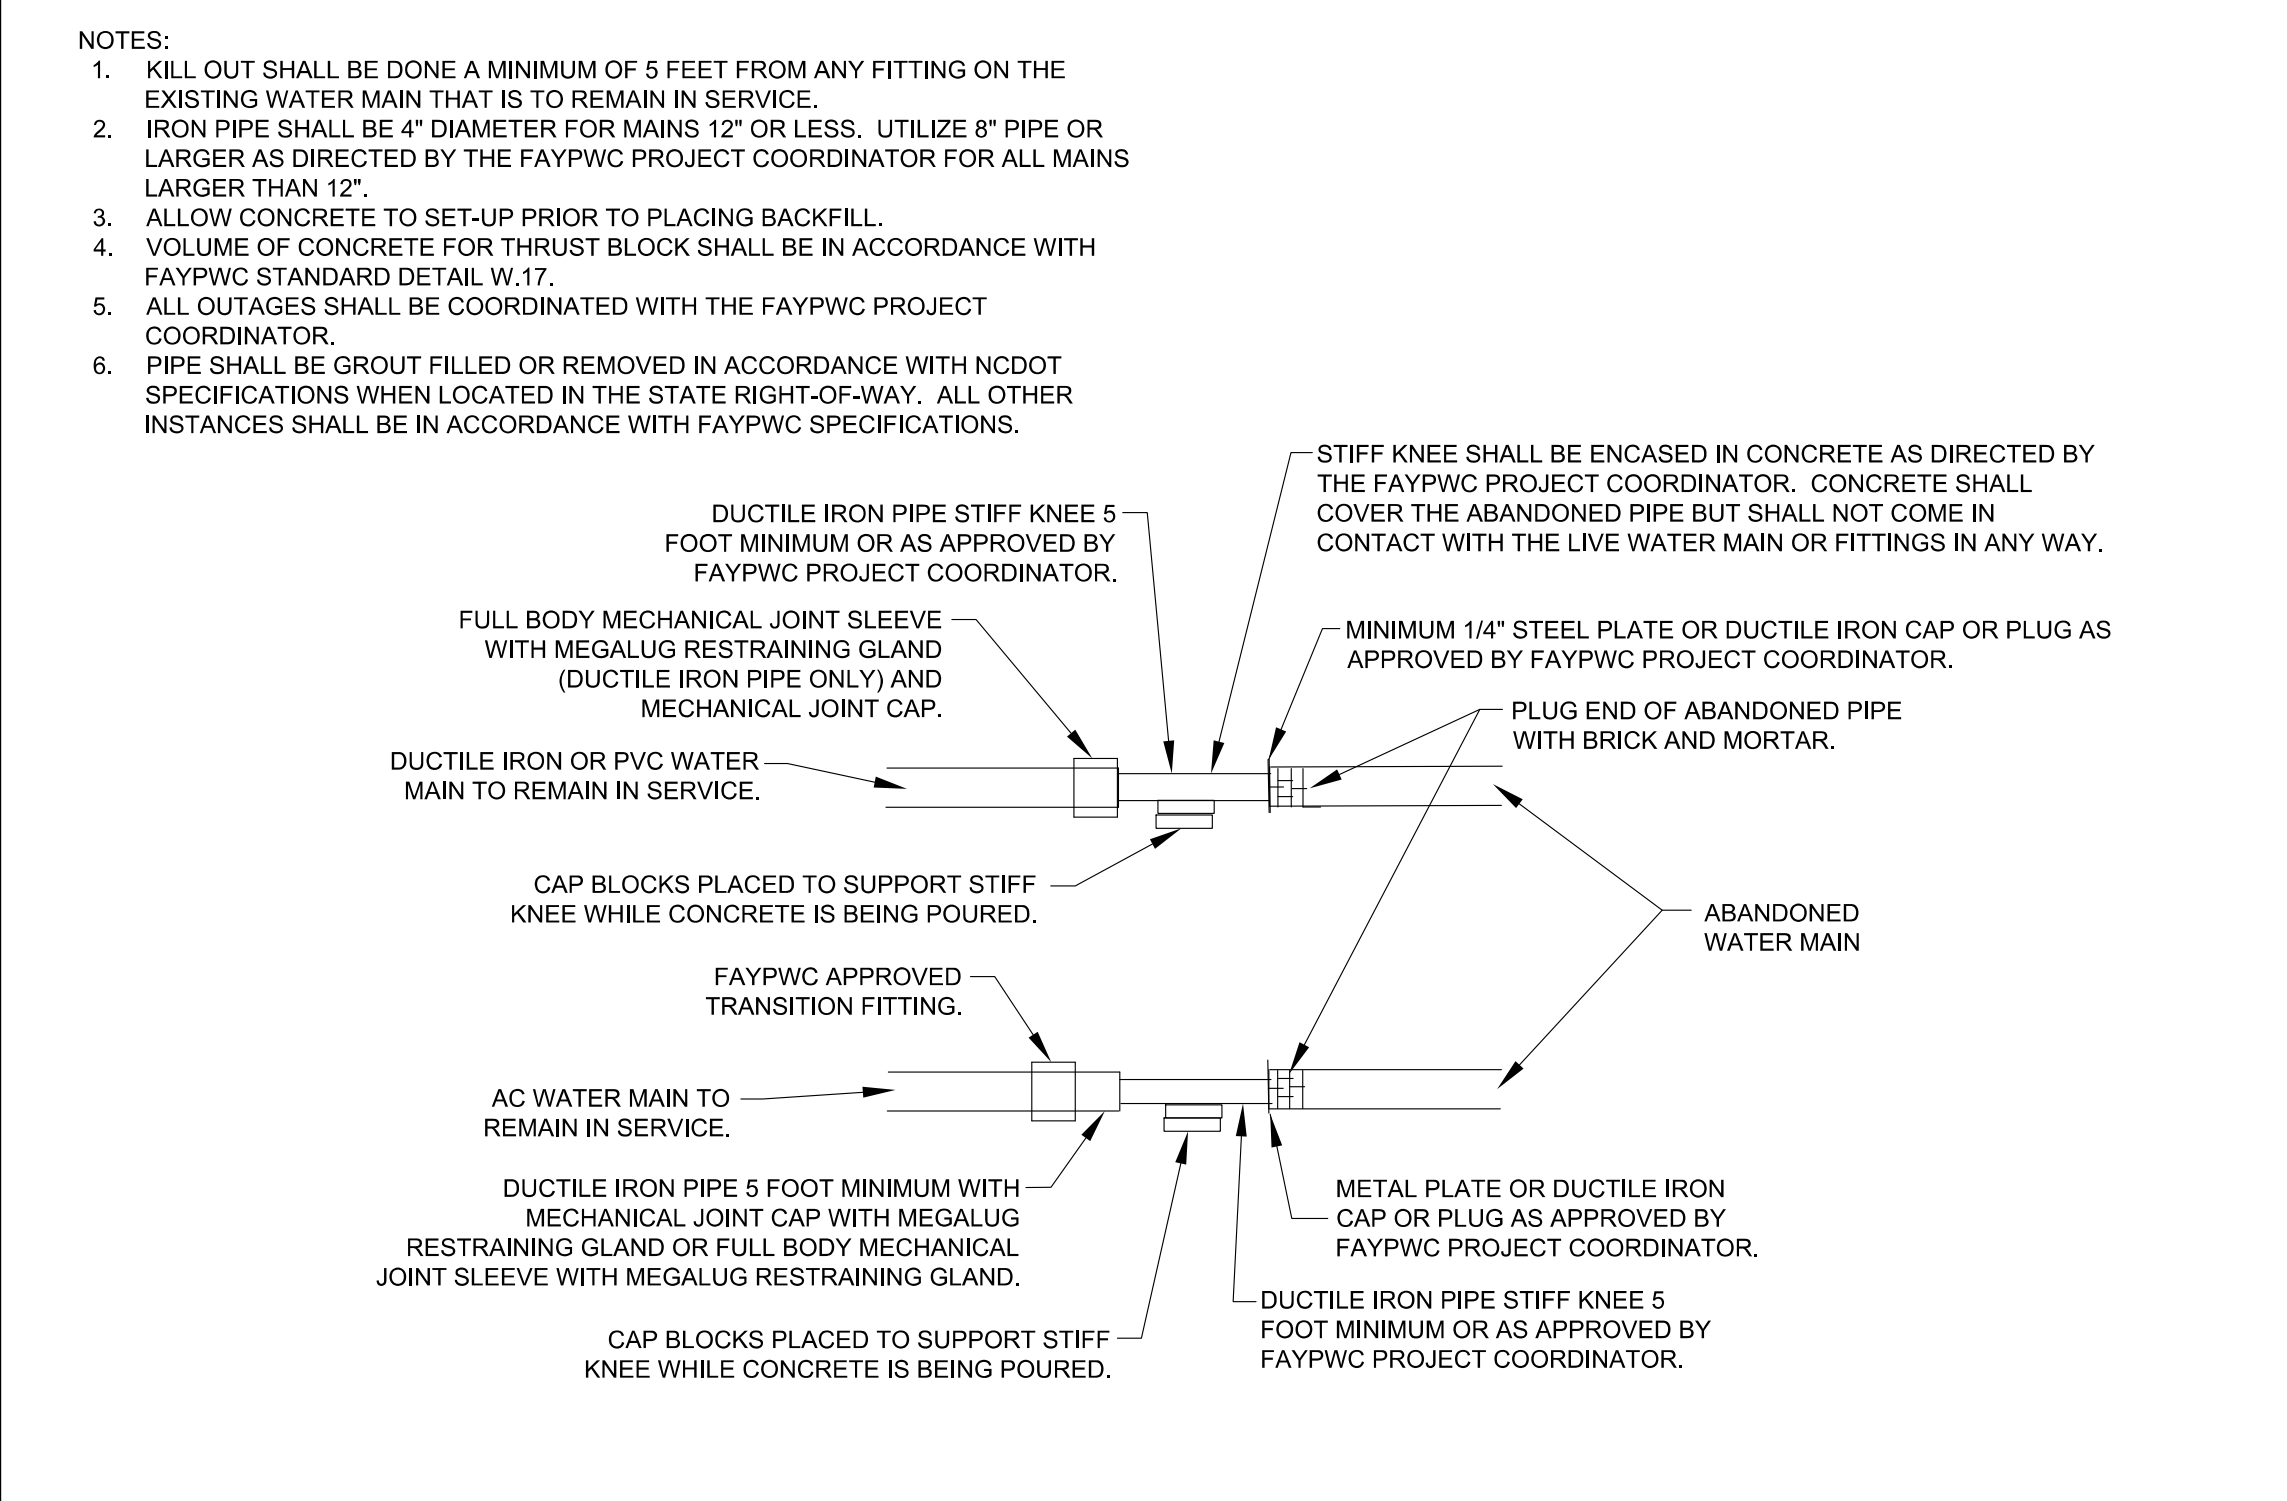 NOTES:
1. KILL OUT SHALL BE DONE A MINIMUM OF 5 FEET FROM ANY FITTING ON THE
EXISTING WATER MAIN THAT IS TO REMAIN IN SERVICE.
2. IRON PIPE SHALL BE 4" DIAMETER FOR MAINS 12" OR LESS. UTILIZE 8" PIPE OR
LARGER AS DIRECTED BY THE FAYPWC PROJECT COORDINATOR FOR ALL MAINS
LARGER THAN 12".
3. ALLOW CONCRETE TO SET-UP PRIOR TO PLACING BACKFILL.
4. VOLUME OF CONCRETE FOR THRUST BLOCK SHALL BE IN ACCORDANCE WITH
FAYPWC STANDARD DETAIL W.17.
5. ALL OUTAGES SHALL BE COORDINATED WITH THE FAYPWC PROJECT
COORDINATOR.
6. PIPE SHALL BE GROUT FILLED OR REMOVED IN ACCORDANCE WITH NCDOT
SPECIFICATIONS WHEN LOCATED IN THE STATE RIGHT-OF-WAY. ALL OTHER
INSTANCES SHALL BE IN ACCORDANCE WITH FAYPWC SPECIFICATIONS.
STIFF KNEE SHALL BE ENCASED IN CONCRETE AS DIRECTED BY
THE FAYPWC PROJECT COORDINATOR. CONCRETE SHALL
COVER THE ABANDONED PIPE BUT SHALL NOT COME IN
CONTACT WITH THE LIVE WATER MAIN OR FITTINGS IN ANY WAY.
DUCTILE IRON PIPE STIFF KNEE 5
FOOT MINIMUM OR AS APPROVED BY
FAYPWC PROJECT COORDINATOR.
FULL BODY MECHANICAL JOINT SLEEVE
WITH MEGALUG RESTRAINING GLAND
(DUCTILE IRON PIPE ONLY) AND
MECHANICAL JOINT CAP.
MINIMUM 1/4" STEEL PLATE OR DUCTILE IRON CAP OR PLUG AS
APPROVED BY FAYPWC PROJECT COORDINATOR.
PLUG END OF ABANDONED PIPE
WITH BRICK AND MORTAR.
DUCTILE IRON OR PVC WATER
MAIN TO REMAIN IN SERVICE.
CAP BLOCKS PLACED TO SUPPORT STIFF
KNEE WHILE CONCRETE IS BEING POURED.
ABANDONED
WATER MAIN
FAYPWC APPROVED
TRANSITION FITTING.
AC WATER MAIN TO
REMAIN IN SERVICE.
DUCTILE IRON PIPE 5 FOOT MINIMUM WITH
MECHANICAL JOINT CAP WITH MEGALUG
RESTRAINING GLAND OR FULL BODY MECHANICAL
JOINT SLEEVE WITH MEGALUG RESTRAINING GLAND.
METAL PLATE OR DUCTILE IRON
CAP OR PLUG AS APPROVED BY
FAYPWC PROJECT COORDINATOR.
DUCTILE IRON PIPE STIFF KNEE 5
FOOT MINIMUM OR AS APPROVED BY
FAYPWC PROJECT COORDINATOR.
CAP BLOCKS PLACED TO SUPPORT STIFF
KNEE WHILE CONCRETE IS BEING POURED.